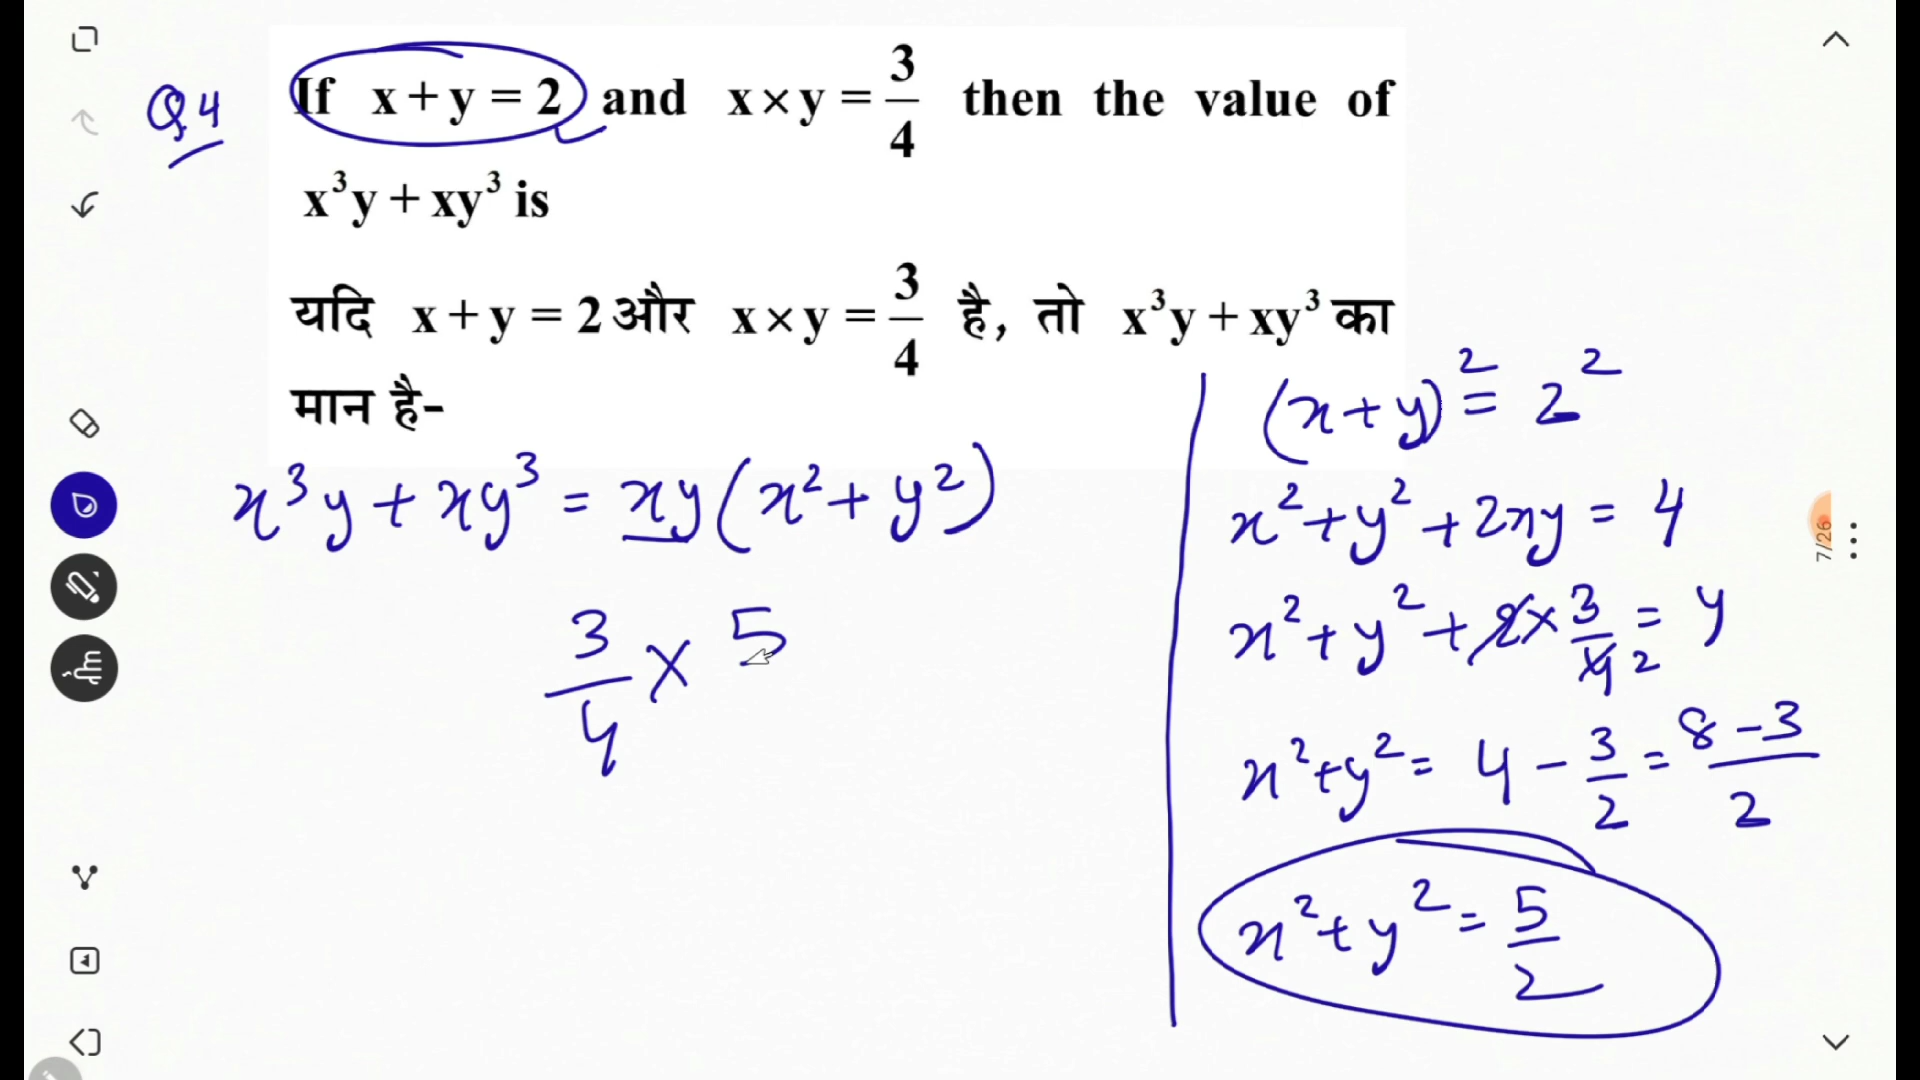 Q4
If x + y = 2 and x × y = 3/4 then the value of
x³y + xy³ is
यदि x + y = 2 और x × y = 3/4 है, तो x³y + xy³ का
मान है-
x³y + xy³ = xy(x² + y²)
3/4 × 5
(x + y)² = 2²
x² + y² + 2xy = 4
x² + y² + 2 × 3/4 2 = 4
x² + y² = 4 - 3/2 = 8 - 3/2
x² + y² = 5/2
7/26